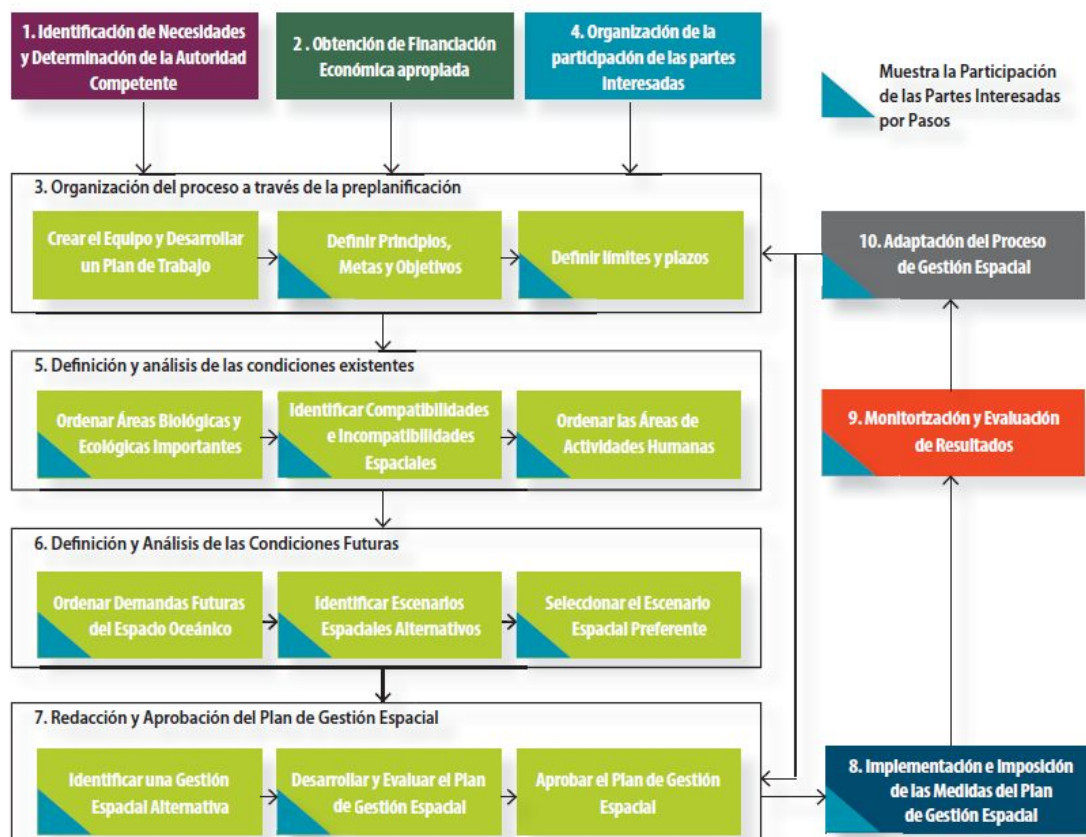 1. Identificación de Necesidades
y Determinación de la Autoridad
Competente
2 . Obtención de Financiación
Económica apropiada
4. Organización de la
participación de las partes
Interesadas
Muestra la Participación
de las Partes Interesadas
por Pasos
3. Organización del proceso a través de la preplanificación
Crear el Equipo y Desarrollar
un Plan de Trabajo
Definir Principios,
Metas y Objetivos
Definir límites y plazos
10. Adaptación del Proceso
de Gestión Espacial
5. Definición y análisis de las condiciones existentes
Ordenar Áreas Biológicas y
Ecológicas Importantes
Identificar Compatibilidades
e Incompatibilidades
Espaciales
Ordenar las Áreas de
Actividades Humanas
9. Monitorización y Evaluación
de Resultados
6. Definición y Análisis de las Condiciones Futuras
Ordenar Demandas Futuras
del Espacio Oceánico
Identificar Escenarios
Espaciales Alternativos
Seleccionar el Escenario
Espacial Preferente
7. Redacción y Aprobación del Plan de Gestión Espacial
Identificar una Gestión
Espacial Alternativa
Desarrollar y Evaluar el Plan
de Gestión Espacial
Aprobar el Plan de Gestión
Espacial
8. Implementación e Imposición
de las Medidas del Plan
de Gestión Espacial